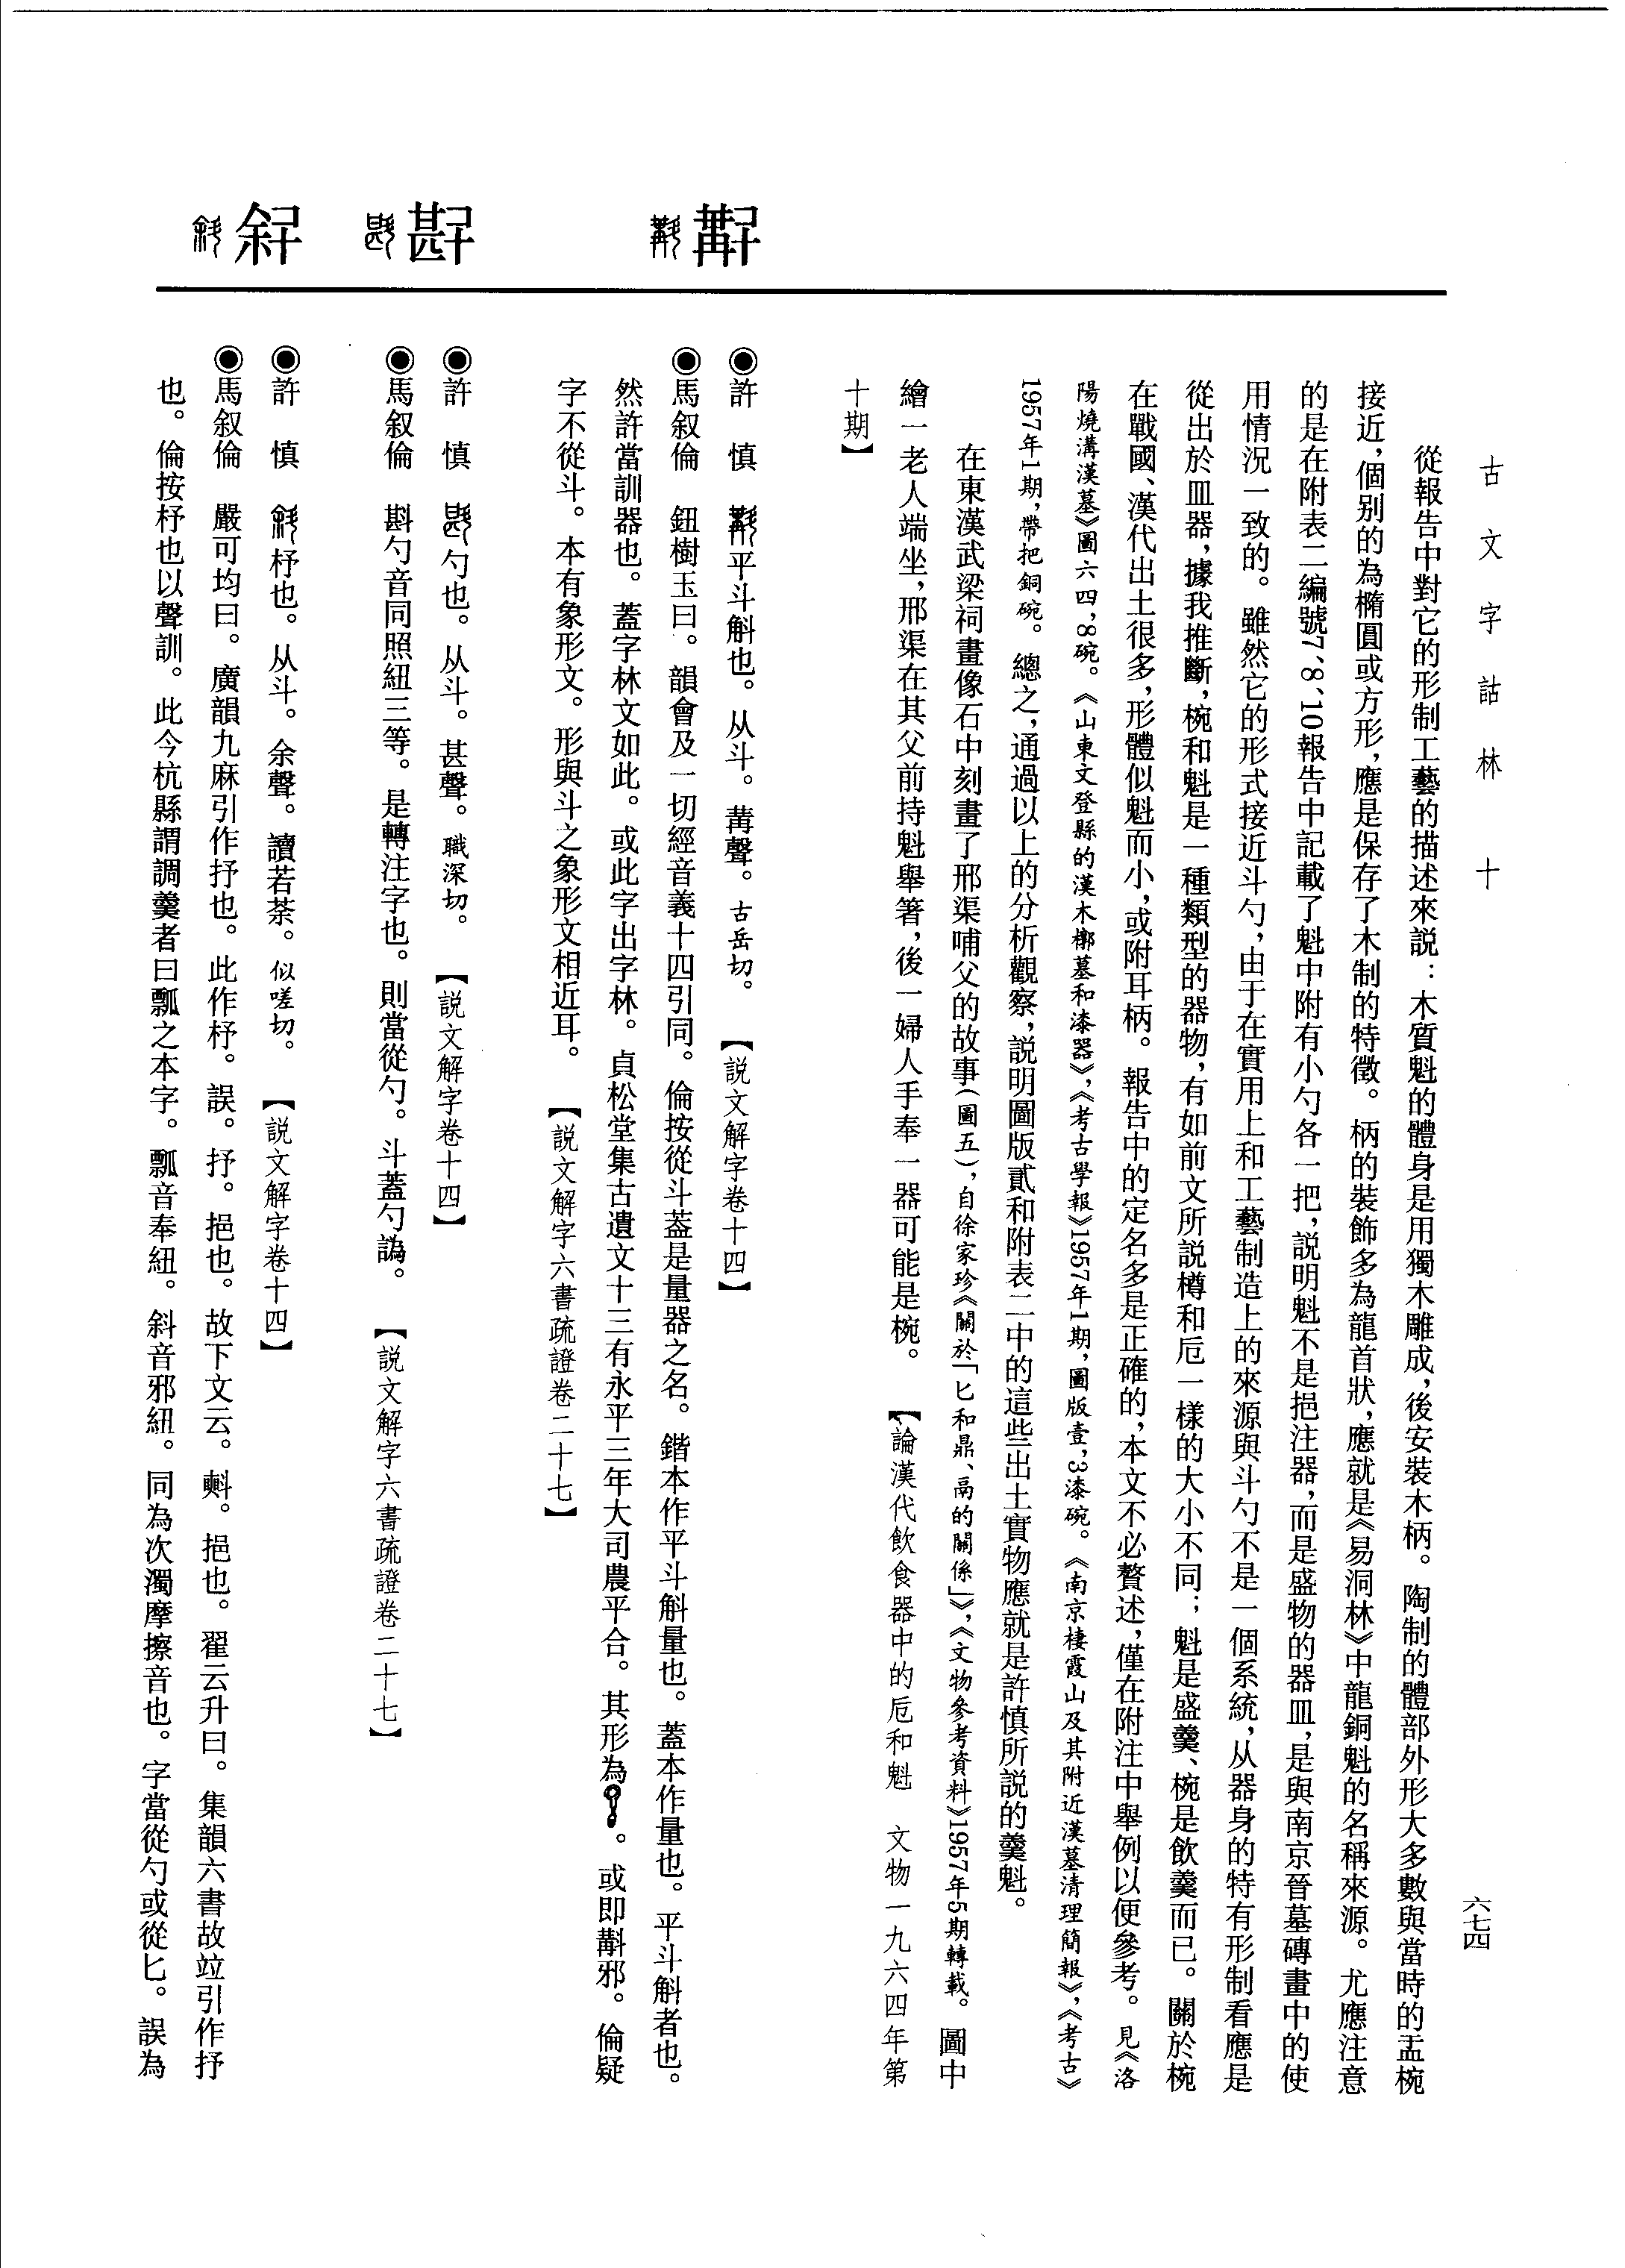 古文字詁林　十
六七四
從報告中對它的形制工藝的描述來説：木質魁的體身是用獨木雕成，後安裝木柄。陶制的體部外形大多數與當時的盂椀
接近，個别的為橢圓或方形，應是保存了木制的特徵。柄的裝飾多為龍首狀，應就是《易洞林》中龍銅魁的名稱來源。尤應注意
的是在附表二編號7、8、10報告中記載了魁中附有小勺各一把，説明魁不是挹注器，而是盛物的器皿，是與南京晉墓磚畫中的使
用情況一致的。雖然它的形式接近斗勺，由于在實用上和工藝制造上的來源與斗勺不是一個系統，从器身的特有形制看應是
從出於皿器，據我推斷，椀和魁是一種類型的器物，有如前文所説樽和卮一樣的大小不同；魁是盛羹、椀是飲羹而已。關於椀
在戰國、漢代出土很多，形體似魁而小，或附耳柄。報告中的定名多是正確的，本文不必贅述，僅在附注中舉例以便參考。見《洛
陽燒溝漢墓》圖六四，8碗。《山東文登縣的漢木槨墓和漆器》，《考古學報》1957年1期，圖版壹，3漆碗。《南京棲霞山及其附近漢墓清理簡報》，《考古》
1957年1期，帶把銅碗。總之，通過以上的分析觀察，説明圖版貳和附表二中的這些出土實物應就是許慎所説的羹魁。
在東漢武梁祠畫像石中刻畫了邢渠哺父的故事（圖五），自徐家珍《關於「匕和鼎、鬲的關係」》，《文物參考資料》1957年5期轉載。圖中
繪一老人端坐，邢渠在其父前持魁舉箸，後一婦人手奉一器可能是椀。【論漢代飲食器中的卮和魁　文物一九六四年第
十期】
斠
◉許　慎　平斗斛也。从斗。冓聲。古岳切。【説文解字卷十四】
◉馬叙倫　鈕樹玉曰。韻會及一切經音義十四引同。倫按從斗葢是量器之名。鍇本作平斗斛量也。葢本作量也。平斗斛者也。
然許當訓器也。葢字林文如此。或此字出字林。貞松堂集古遺文十三有永平三年大司農平合。其形為。或即斠邪。倫疑
字不從斗。本有象形文。形與斗之象形文相近耳。【説文解字六書疏證卷二十七】
斟
◉許　慎　勺也。从斗。甚聲。職深切。【説文解字卷十四】
◉馬叙倫　斟勺音同照紐三等。是轉注字也。則當從勺。斗蓋勺譌。【説文解字六書疏證卷二十七】
斜
◉許　慎　杼也。从斗。余聲。讀若荼。似嗟切。【説文解字卷十四】
◉馬叙倫　嚴可均曰。廣韻九麻引作抒也。此作杼。誤。抒。挹也。故下文云。㪺。挹也。翟云升曰。集韻六書故竝引作抒
也。倫按杼也以聲訓。此今杭縣謂調羹者曰瓢之本字。瓢音奉紐。斜音邪紐。同為次濁摩擦音也。字當從勺或從匕。誤為